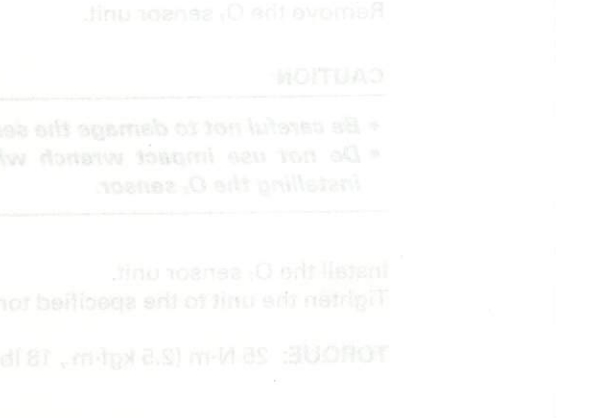 Remove the O₂ sensor unit.
CAUTION
• Be careful not to damage the
• Do not use impact wrench
installing the O₂ sensor.
Install the O₂ sensor unit.
Tighten the unit to the specified
TORQUE: 25 N·m (2.5 kgf·m, 18